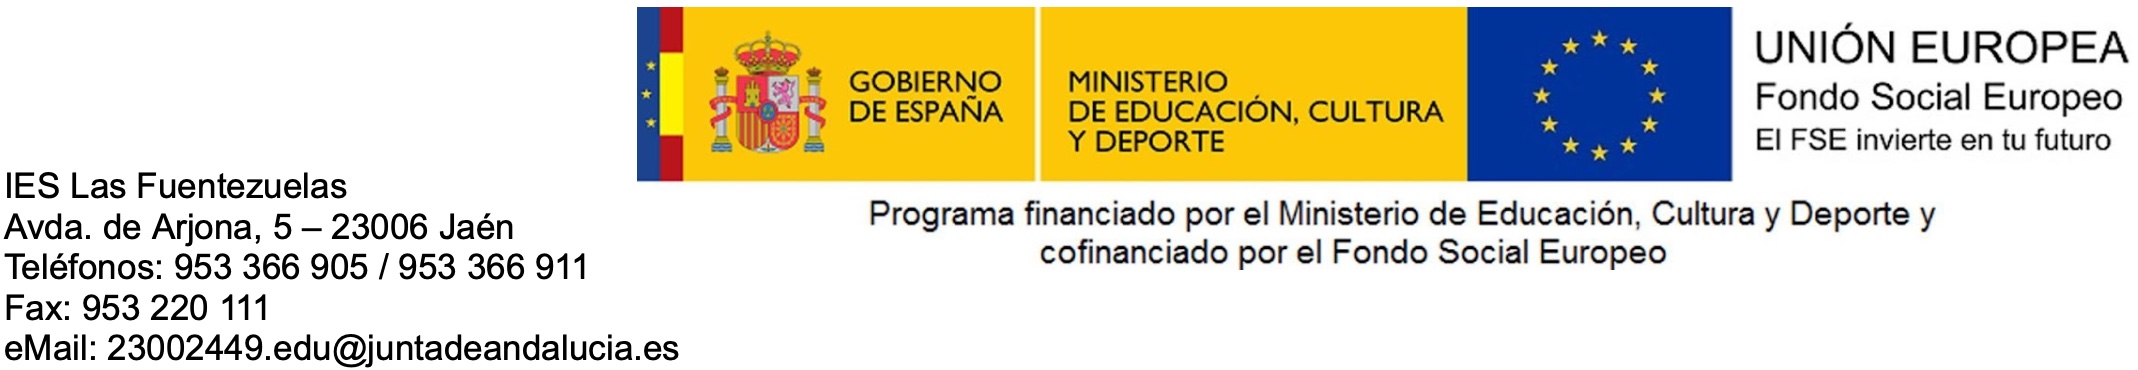 GOBIERNO
DE ESPAÑA
MINISTERIO
DE EDUCACIÓN, CULTURA
Y DEPORTE
UNIÓN EUROPEA
Fondo Social Europeo
El FSE invierte en tu futuro
Programa financiado por el Ministerio de Educación, Cultura y Deporte y
cofinanciado por el Fondo Social Europeo
IES Las Fuentezuelas
Avda. de Arjona, 5 – 23006 Jaén
Teléfonos: 953 366 905 / 953 366 911
Fax: 953 220 111
eMail: 23002449.edu@juntadeandalucia.es